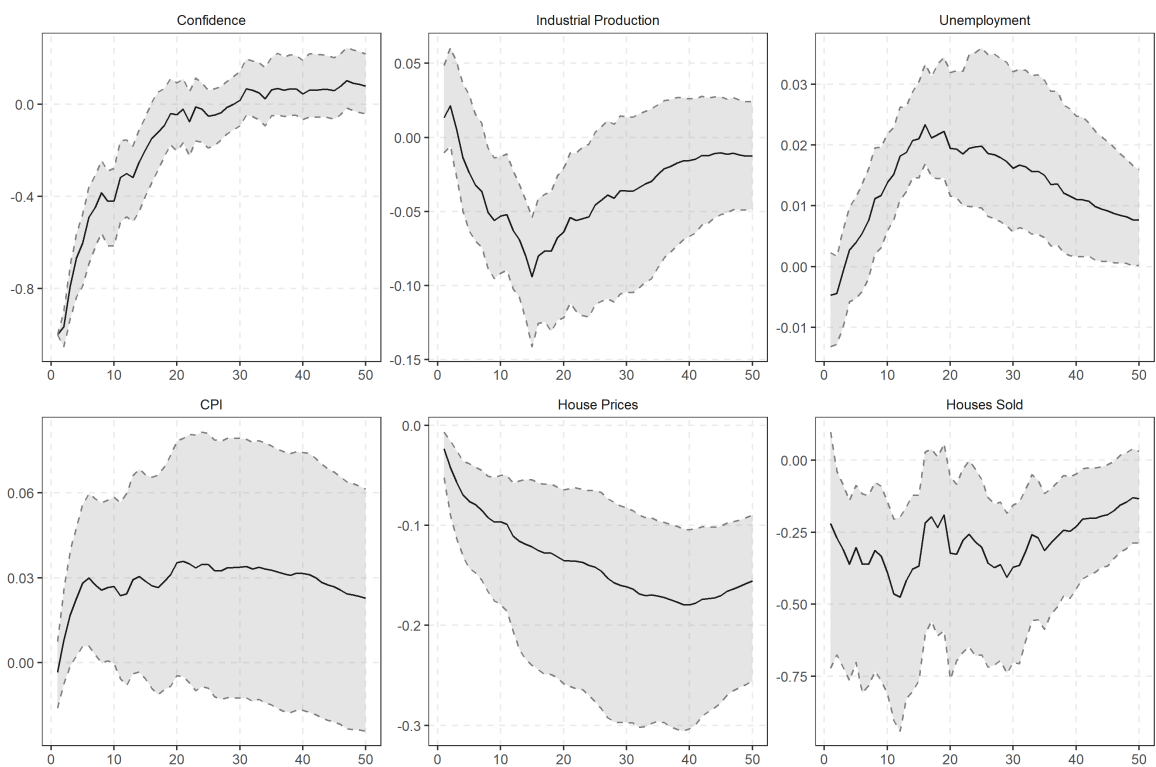 Confidence
Industrial Production
Unemployment
0.0
-0.4
-0.8
0 10 20 30 40 50
0.05
0.00
-0.05
-0.10
-0.15
0 10 20 30 40 50
0.03
0.02
0.01
0.00
-0.01
0 10 20 30 40 50
CPI
House Prices
Houses Sold
0.06
0.03
0.00
0 10 20 30 40 50
0.0
-0.1
-0.2
-0.3
0 10 20 30 40 50
0.00
-0.25
-0.50
-0.75
0 10 20 30 40 50